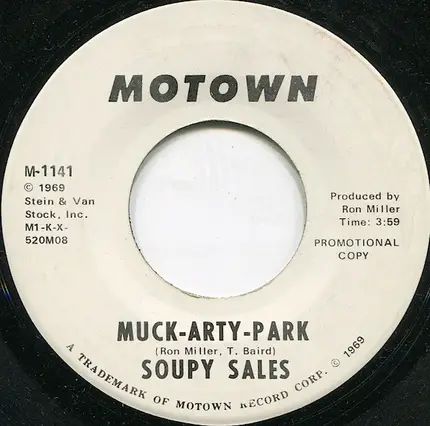 MOTOWN
M-1141
© 1969
Stein & Van
Stock, Inc.
M1-K-X-
520M08
Produced by
Ron Miller
Time: 3:59
PROMOTIONAL
COPY
MUCK-ARTY-PARK
(Ron Miller, T. Baird)
SOUPY SALES
A TRADEMARK OF MOTOWN RECORD CORP. © 1969